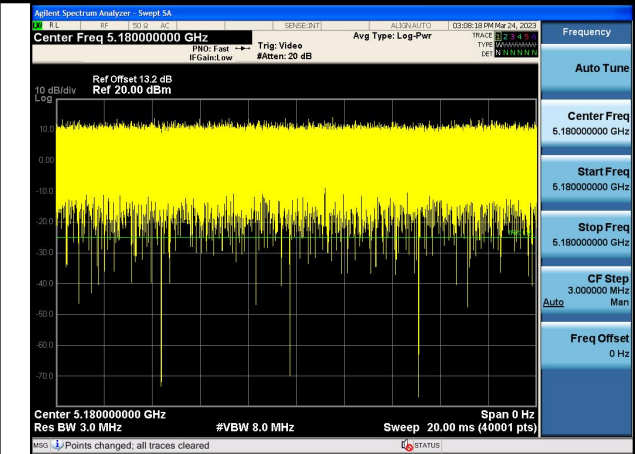 Agilent Spectrum Analyzer - Swept SA
RL RF 50 Ω AC SENSE:INT ALIGN AUTO 03:08:18 PM Mar 24, 2023
Center Freq 5.180000000 GHz
PNO: Fast
IFGain:Low
Trig: Video
#Atten: 20 dB
Avg Type: Log-Pwr
TRACE 1 2 3 4 5 6
TYPE
DET N N N N N N
Ref Offset 13.2 dB
10 dB/div Ref 20.00 dBm
Log
10.0
0.00
-10.0
-20.0
-30.0
-40.0
-50.0
-60.0
-70.0
Center 5.180000000 GHz Span 0 Hz
Res BW 3.0 MHz #VBW 8.0 MHz Sweep 20.00 ms (40001 pts)
MSG Points changed; all traces cleared STATUS
Frequency
Auto Tune
Center Freq
5.180000000 GHz
Start Freq
5.180000000 GHz
Stop Freq
5.180000000 GHz
CF Step
3.000000 MHz
Auto Man
Freq Offset
0 Hz